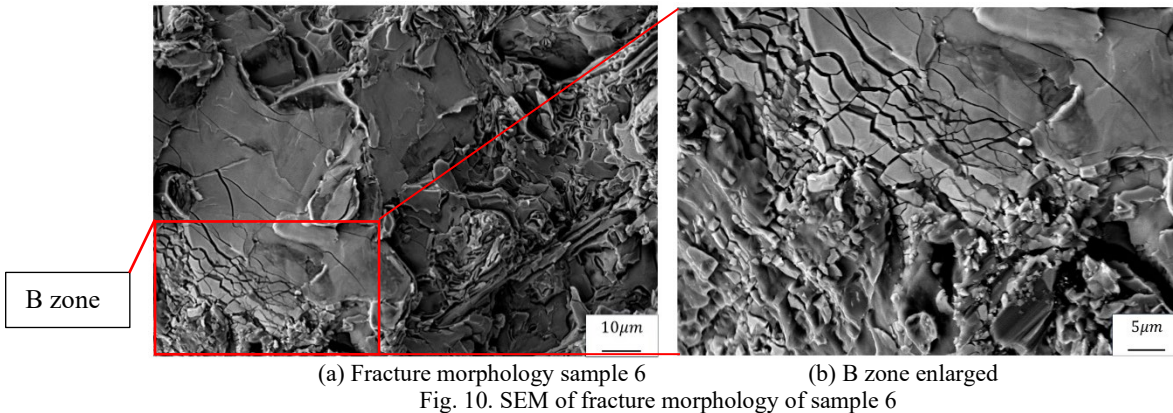 B zone
10μm
5μm
(a) Fracture morphology sample 6
(b) B zone enlarged
Fig. 10. SEM of fracture morphology of sample 6